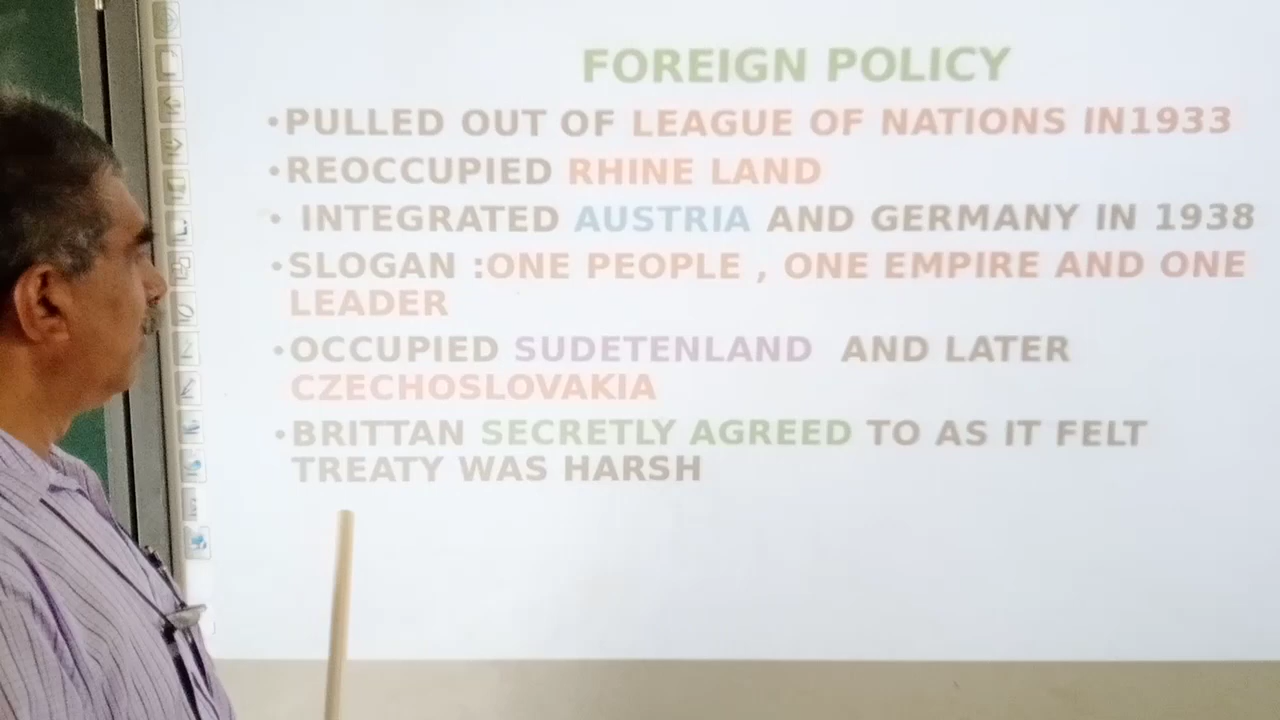 FOREIGN POLICY
•PULLED OUT OF LEAGUE OF NATIONS IN1933
•REOCCUPIED RHINE LAND
• INTEGRATED AUSTRIA AND GERMANY IN 1938
•SLOGAN :ONE PEOPLE , ONE EMPIRE AND ONE
LEADER
•OCCUPIED SUDETENLAND AND LATER
CZECHOSLOVAKIA
•BRITTAN SECRETLY AGREED TO AS IT FELT
TREATY WAS HARSH